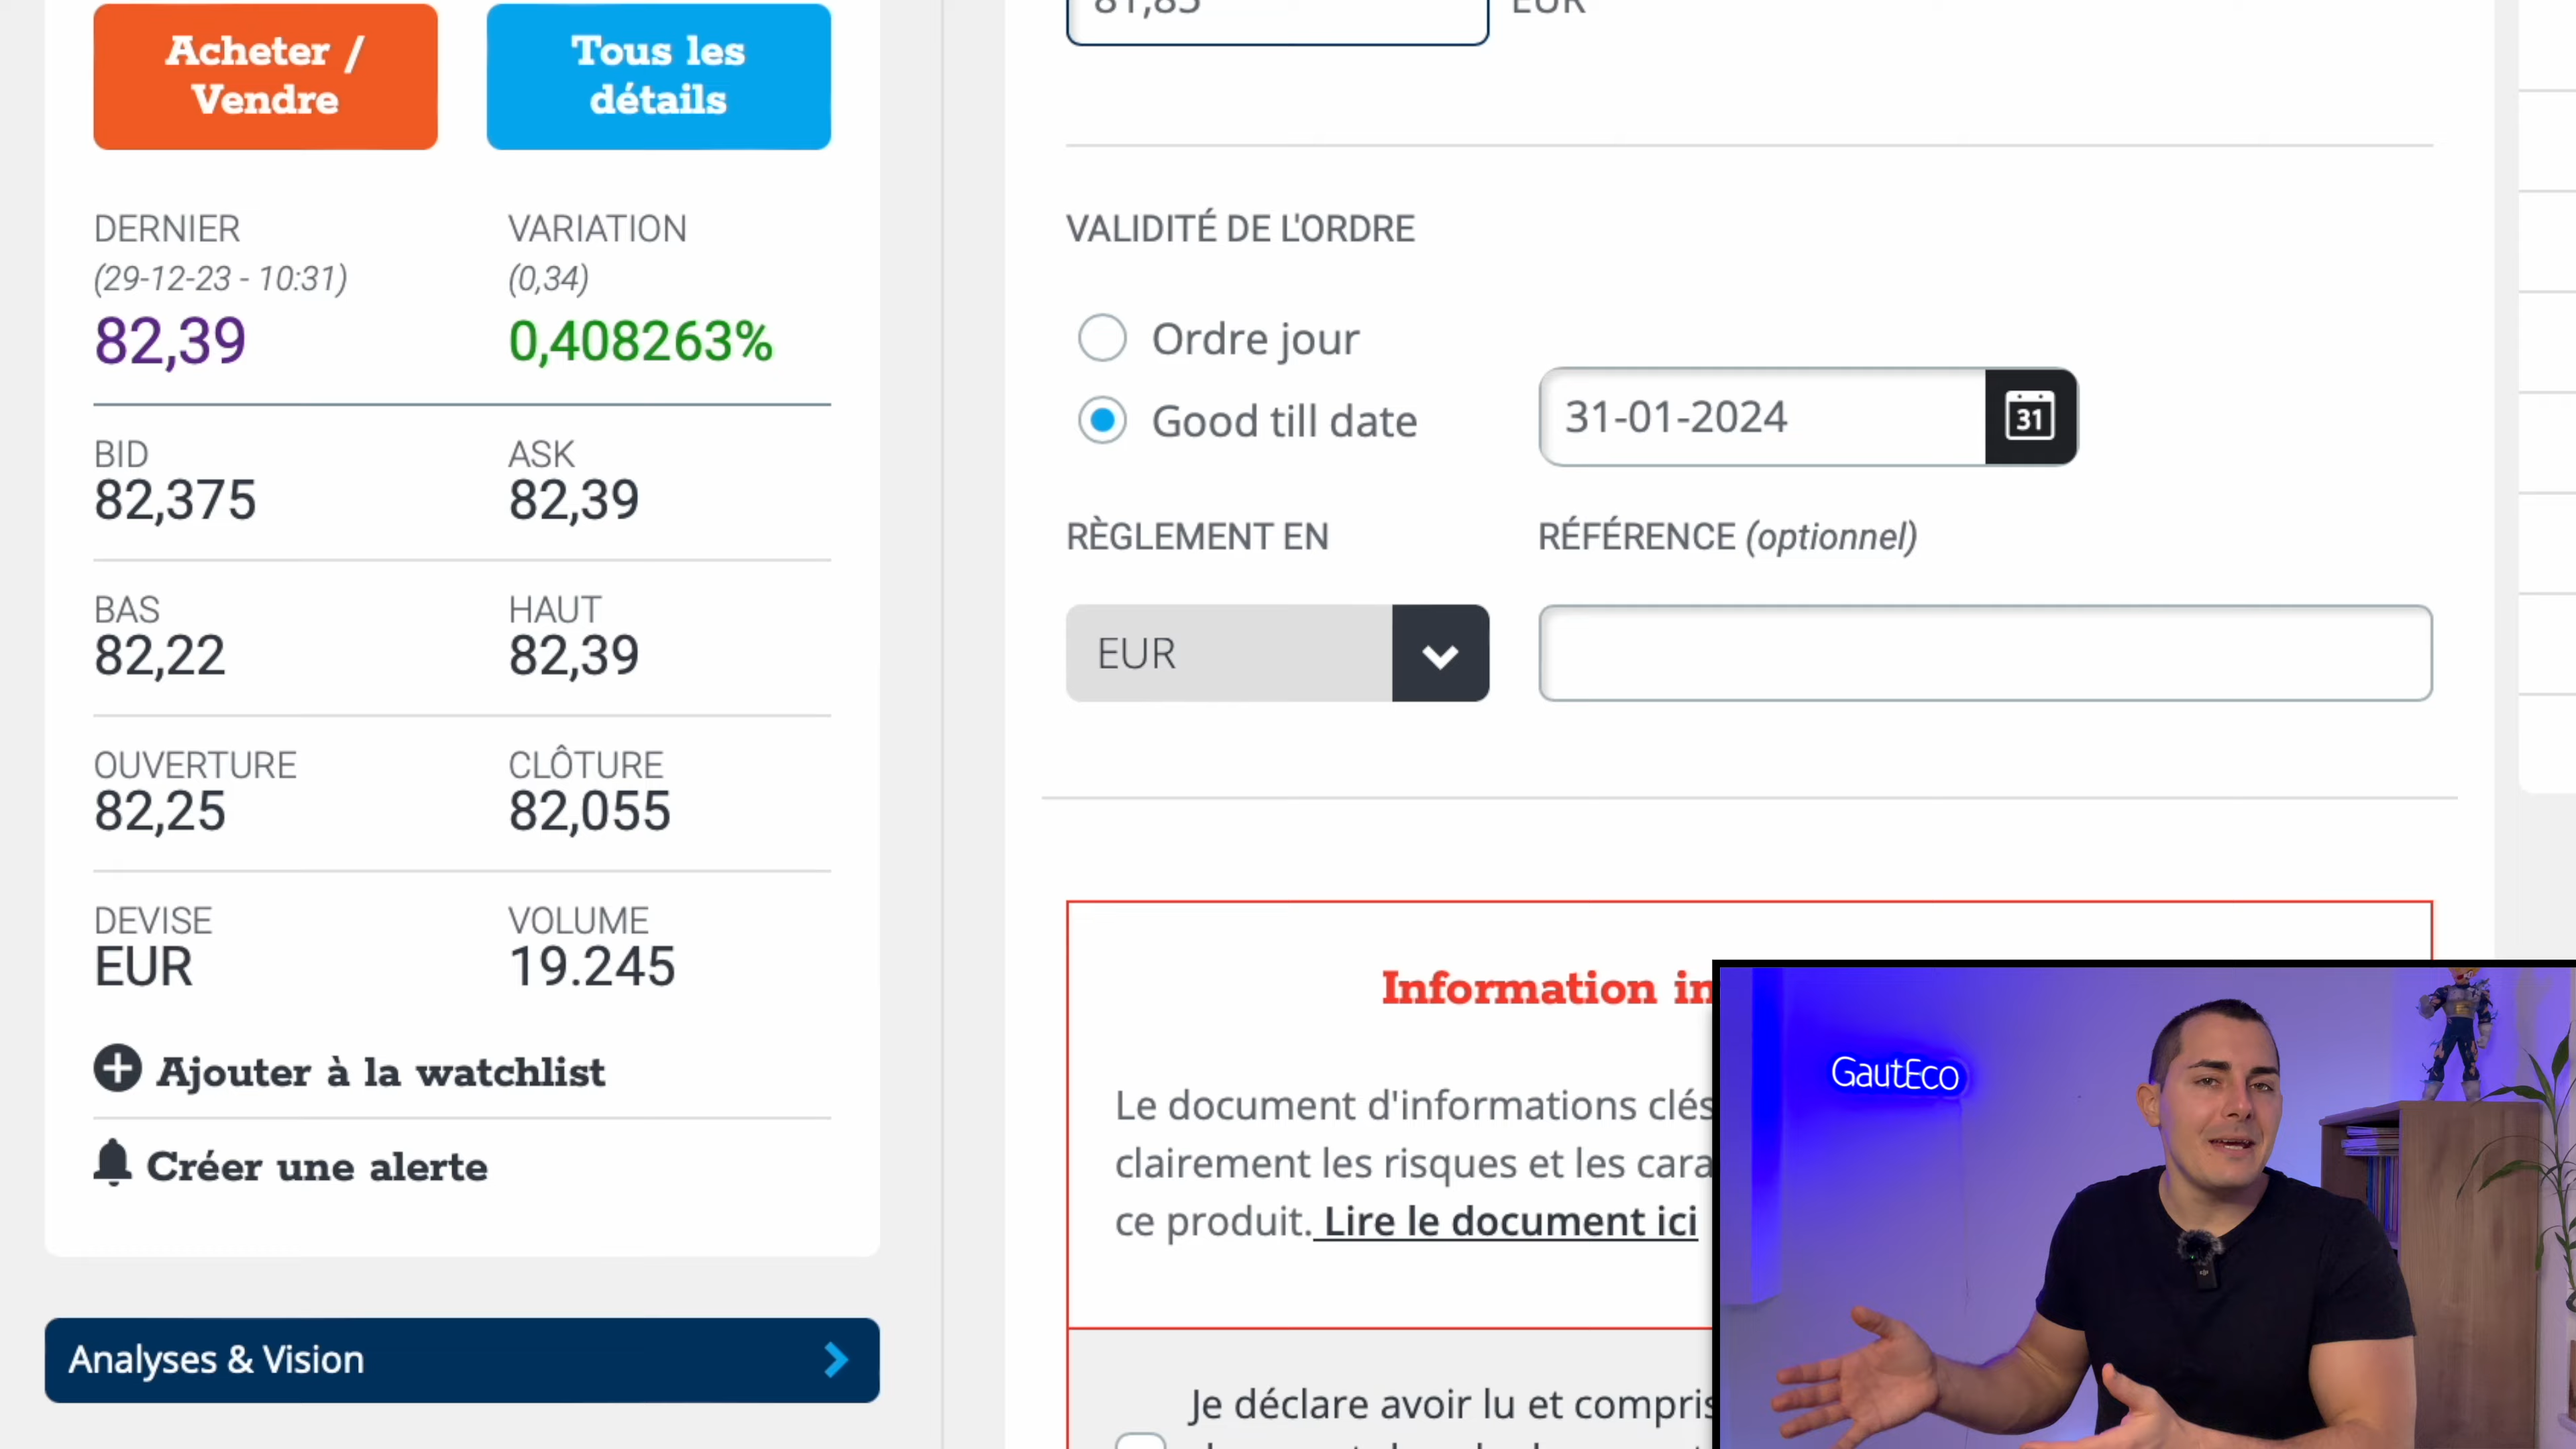 Acheter /
Vendre
Tous les
détails
DERNIER
(29-12-23 - 10:31)
82,39
VARIATION
(0,34)
0,408263%
BID
82,375
ASK
82,39
BAS
82,22
HAUT
82,39
OUVERTURE
82,25
CLÔTURE
82,055
DEVISE
EUR
VOLUME
19.245
Ajouter à la watchlist
Créer une alerte
Analyses & Vision
81,85 EUR
VALIDITÉ DE L'ORDRE
Ordre jour
Good till date
31-01-2024
31
RÈGLEMENT EN
EUR
RÉFÉRENCE (optionnel)
Information
Le document d'informations clés
clairement les risques et les
ce produit. Lire le document ici
Je déclare avoir lu et compris
GautEco